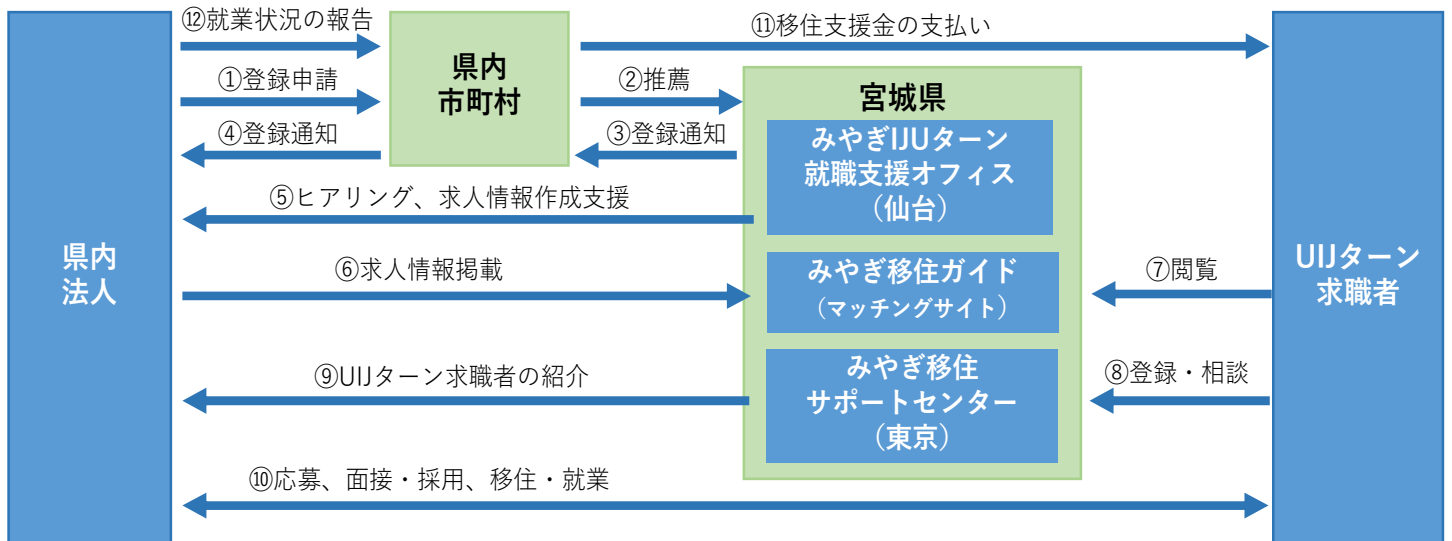 ⑫就業状況の報告
⑪移住支援金の支払い
県内
市町村
①登録申請
②推薦
宮城県
④登録通知
③登録通知
みやぎIJUターン
就職支援オフィス
（仙台）
⑤ヒアリング、求人情報作成支援
県内
法人
⑥求人情報掲載
みやぎ移住ガイド
（マッチングサイト）
⑦閲覧
UIJターン
求職者
⑨UIJターン求職者の紹介
みやぎ移住
サポートセンター
（東京）
⑧登録・相談
⑩応募、面接・採用、移住・就業